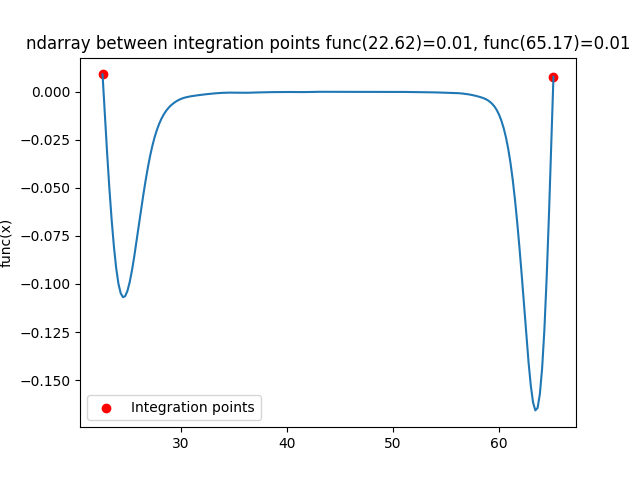 ndarray between integration points func(22.62)=0.01, func(65.17)=0.01
func(x)
0.000
−0.025
−0.050
−0.075
−0.100
−0.125
−0.150
Integration points
30 40 50 60